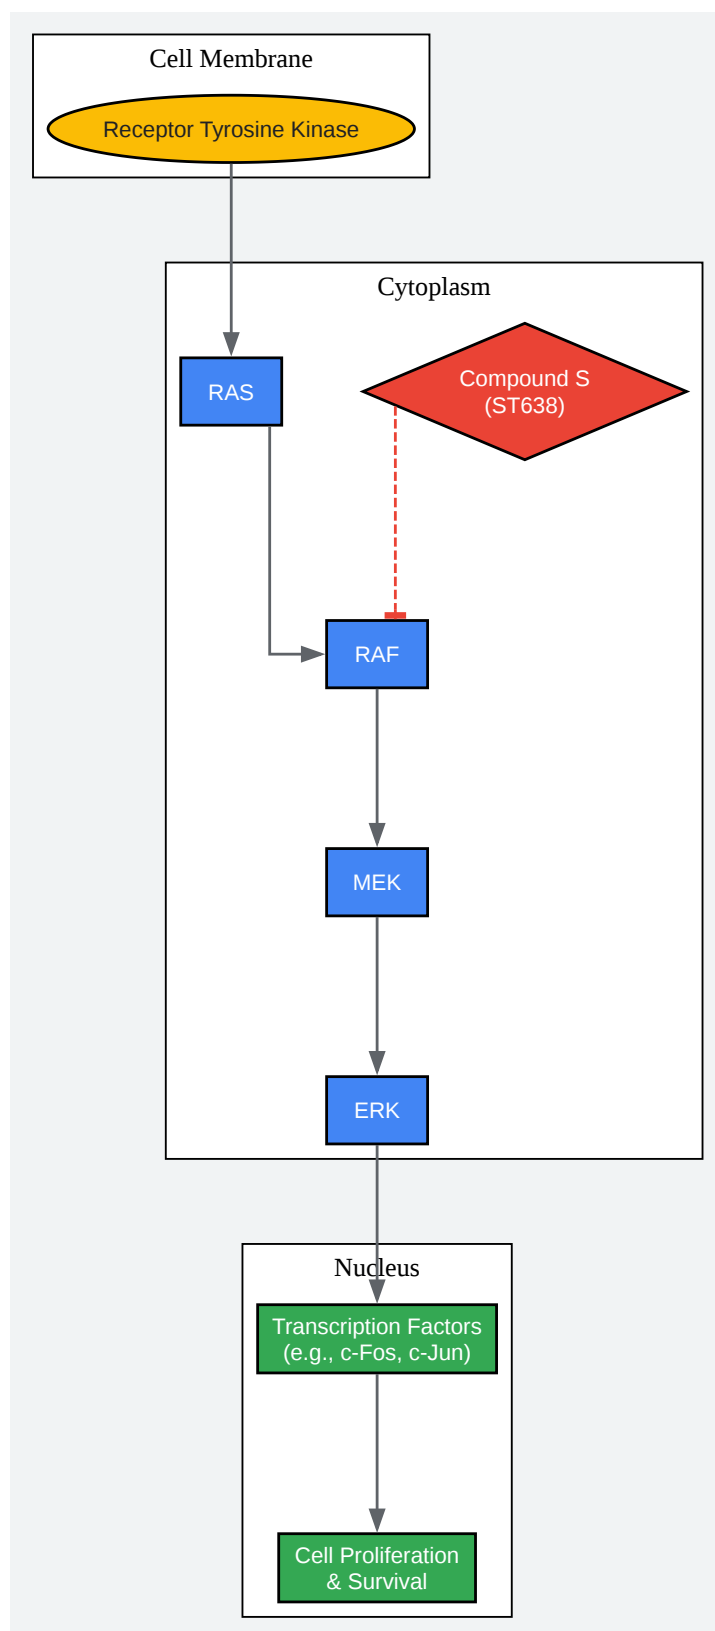 Cell Membrane
Receptor Tyrosine Kinase
Cytoplasm
RAS
Compound S
(ST638)
RAF
MEK
ERK
Nucleus
Transcription Factors
(e.g., c-Fos, c-Jun)
Cell Proliferation
& Survival